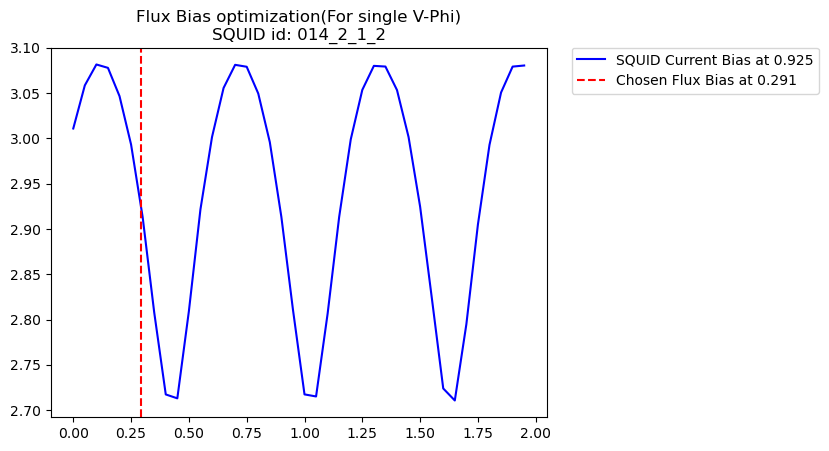 Flux Bias optimization(For single V-Phi)
SQUID id: 014_2_1_2
SQUID Current Bias at 0.925
Chosen Flux Bias at 0.291
3.10
3.05
3.00
2.95
2.90
2.85
2.80
2.75
2.70
0.00 0.25 0.50 0.75 1.00 1.25 1.50 1.75 2.00